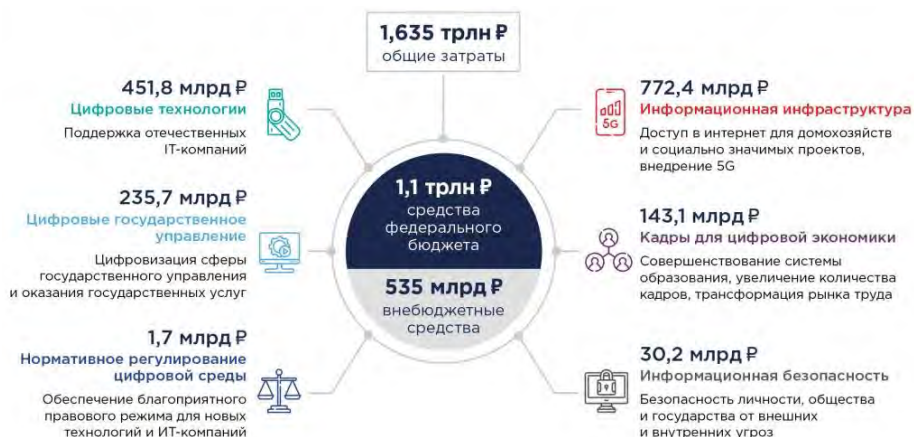 1,635 трлн ₽
общие затраты
451,8 млрд ₽
Цифровые технологии
Поддержка отечественных
IT-компаний
235,7 млрд ₽
Цифровые государственное
управление
Цифровизация сферы
государственного управления
и оказания государственных услуг
1,7 млрд ₽
Нормативное регулирование
цифровой среды
Обеспечение благоприятного
правового режима для новых
технологий и ИТ-компаний
1,1 трлн ₽
средства
федерального
бюджета
535 млрд ₽
внебюджетные
средства
5G
772,4 млрд ₽
Информационная инфраструктура
Доступ в интернет для домохозяйств
и социально значимых проектов,
внедрение 5G
143,1 млрд ₽
Кадры для цифровой экономики
Совершенствование системы
образования, увеличение количества
кадров, трансформация рынка труда
30,2 млрд ₽
Информационная безопасность
Безопасность личности, общества
и государства от внешних
и внутренних угроз